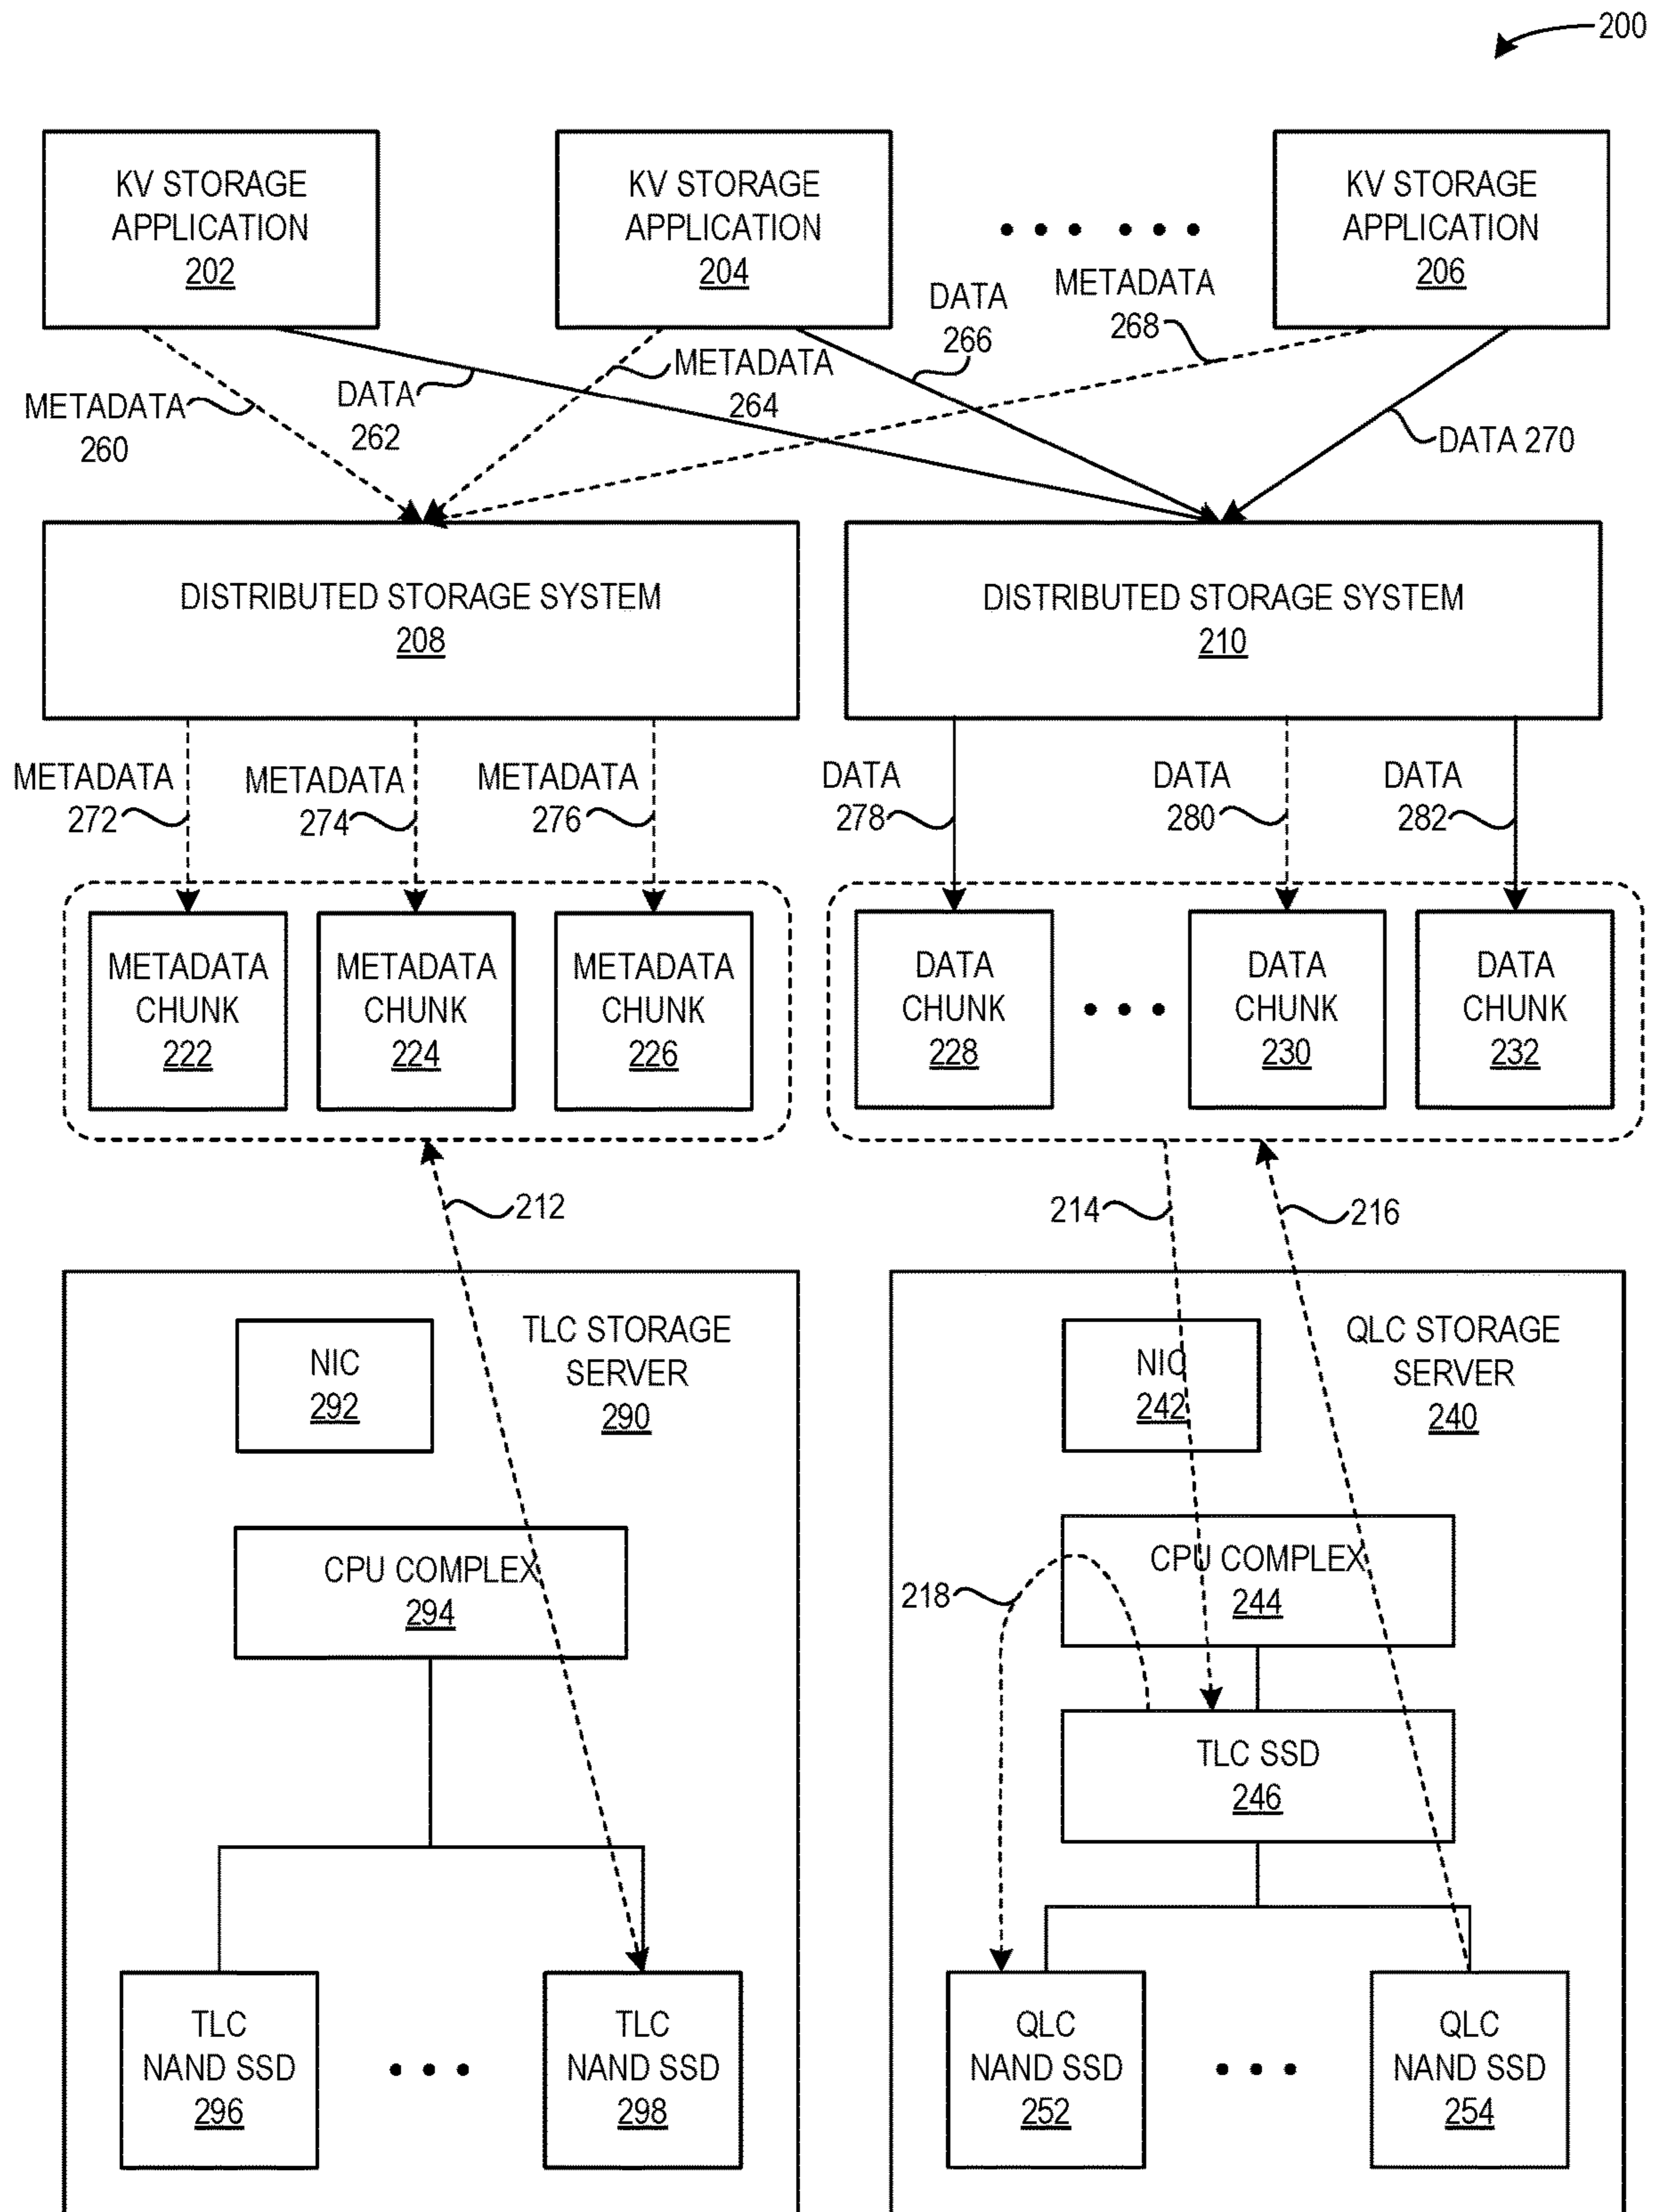 200
KV STORAGE
APPLICATION
202
KV STORAGE
APPLICATION
204
KV STORAGE
APPLICATION
206
METADATA
260
DATA
262
METADATA
264
DATA
266
METADATA
268
DATA 270
DISTRIBUTED STORAGE SYSTEM
208
DISTRIBUTED STORAGE SYSTEM
210
METADATA
272
METADATA
274
METADATA
276
DATA
278
DATA
280
DATA
282
METADATA
CHUNK
222
METADATA
CHUNK
224
METADATA
CHUNK
226
DATA
CHUNK
228
DATA
CHUNK
230
DATA
CHUNK
232
212
214
216
NIC
292
TLC STORAGE
SERVER
290
NIC
242
QLC STORAGE
SERVER
240
CPU COMPLEX
294
218
CPU COMPLEX
244
TLC SSD
246
TLC
NAND SSD
296
TLC
NAND SSD
298
QLC
NAND SSD
252
QLC
NAND SSD
254